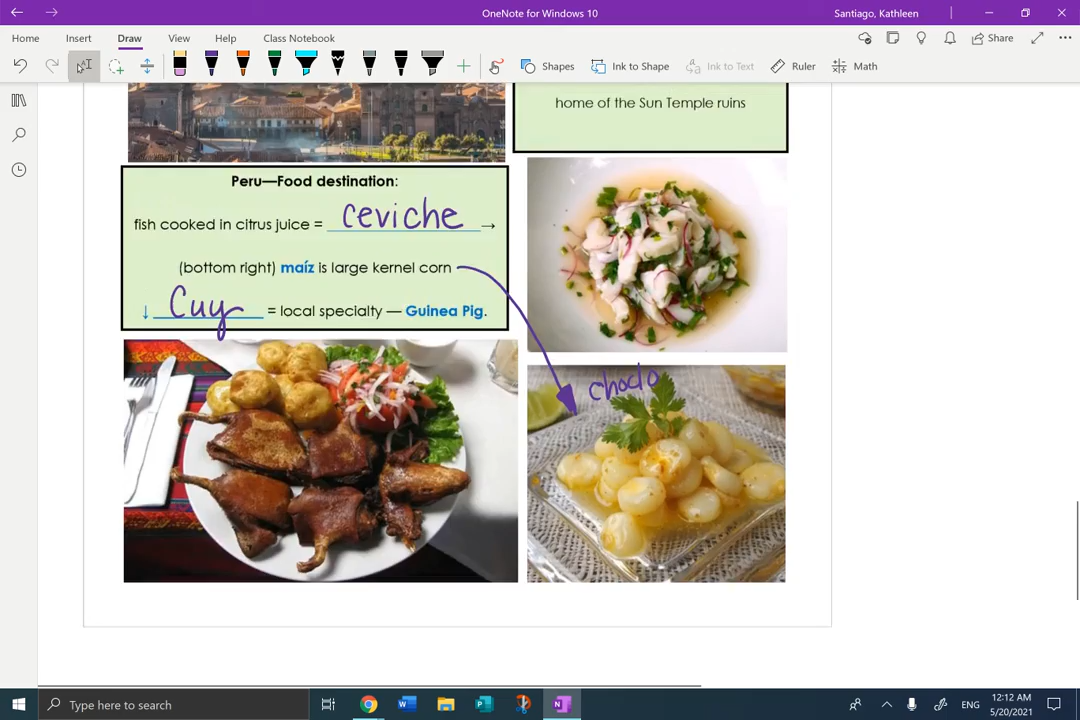 OneNote for Windows 10
Santiago, Kathleen
Home Insert Draw View Help Class Notebook
Share
Shapes
Ink to Shape
Ink to Text
Ruler
Math
home of the Sun Temple ruins
Peru—Food destination:
fish cooked in citrus juice = ceviche →
(bottom right) maíz is large kernel corn
↓ Cuy = local specialty — Guinea Pig.
choclo
Type here to search
ENG
12:12 AM
5/20/2021